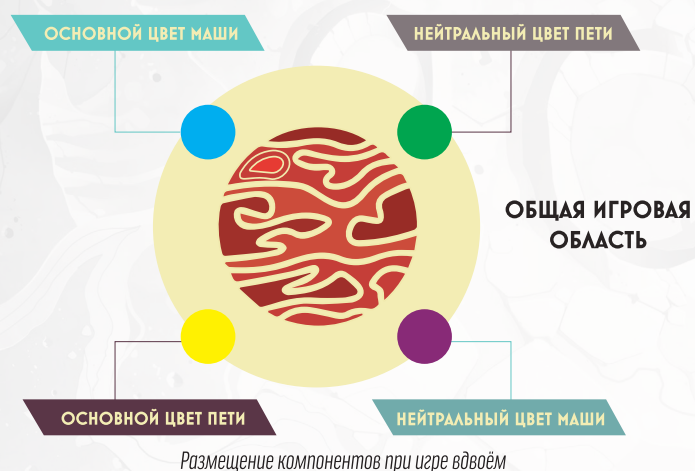 ОСНОВНОЙ ЦВЕТ МАШИ
НЕЙТРАЛЬНЫЙ ЦВЕТ ПЕТИ
ОБЩАЯ ИГРОВАЯ
ОБЛАСТЬ
ОСНОВНОЙ ЦВЕТ ПЕТИ
НЕЙТРАЛЬНЫЙ ЦВЕТ МАШИ
Размещение компонентов при игре вдвоём